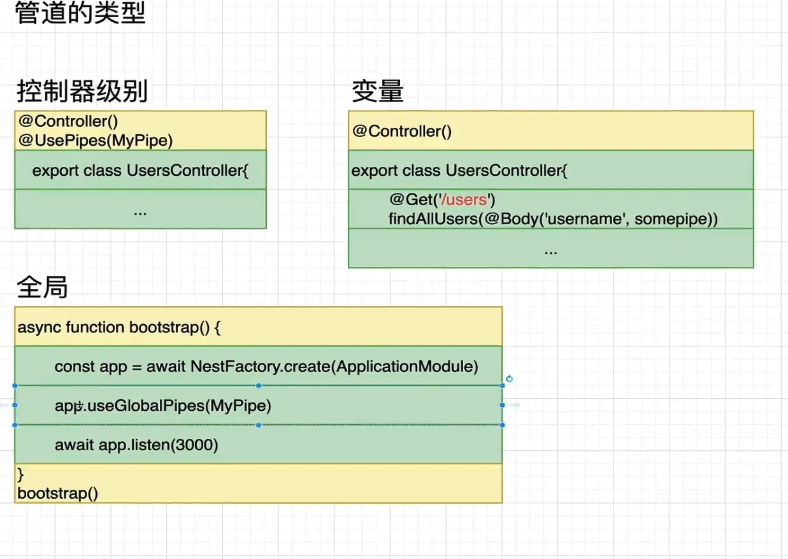 管道的类型
控制器级别
@Controller()
@UsePipes(MyPipe)
export class UsersController{
...
变量
@Controller()
export class UsersController{
@Get('/users')
findAllUsers(@Body('username', somepipe))
...
全局
async function bootstrap() {
const app = await NestFactory.create(ApplicationModule)
app.useGlobalPipes(MyPipe)
await app.listen(3000)
}
bootstrap()